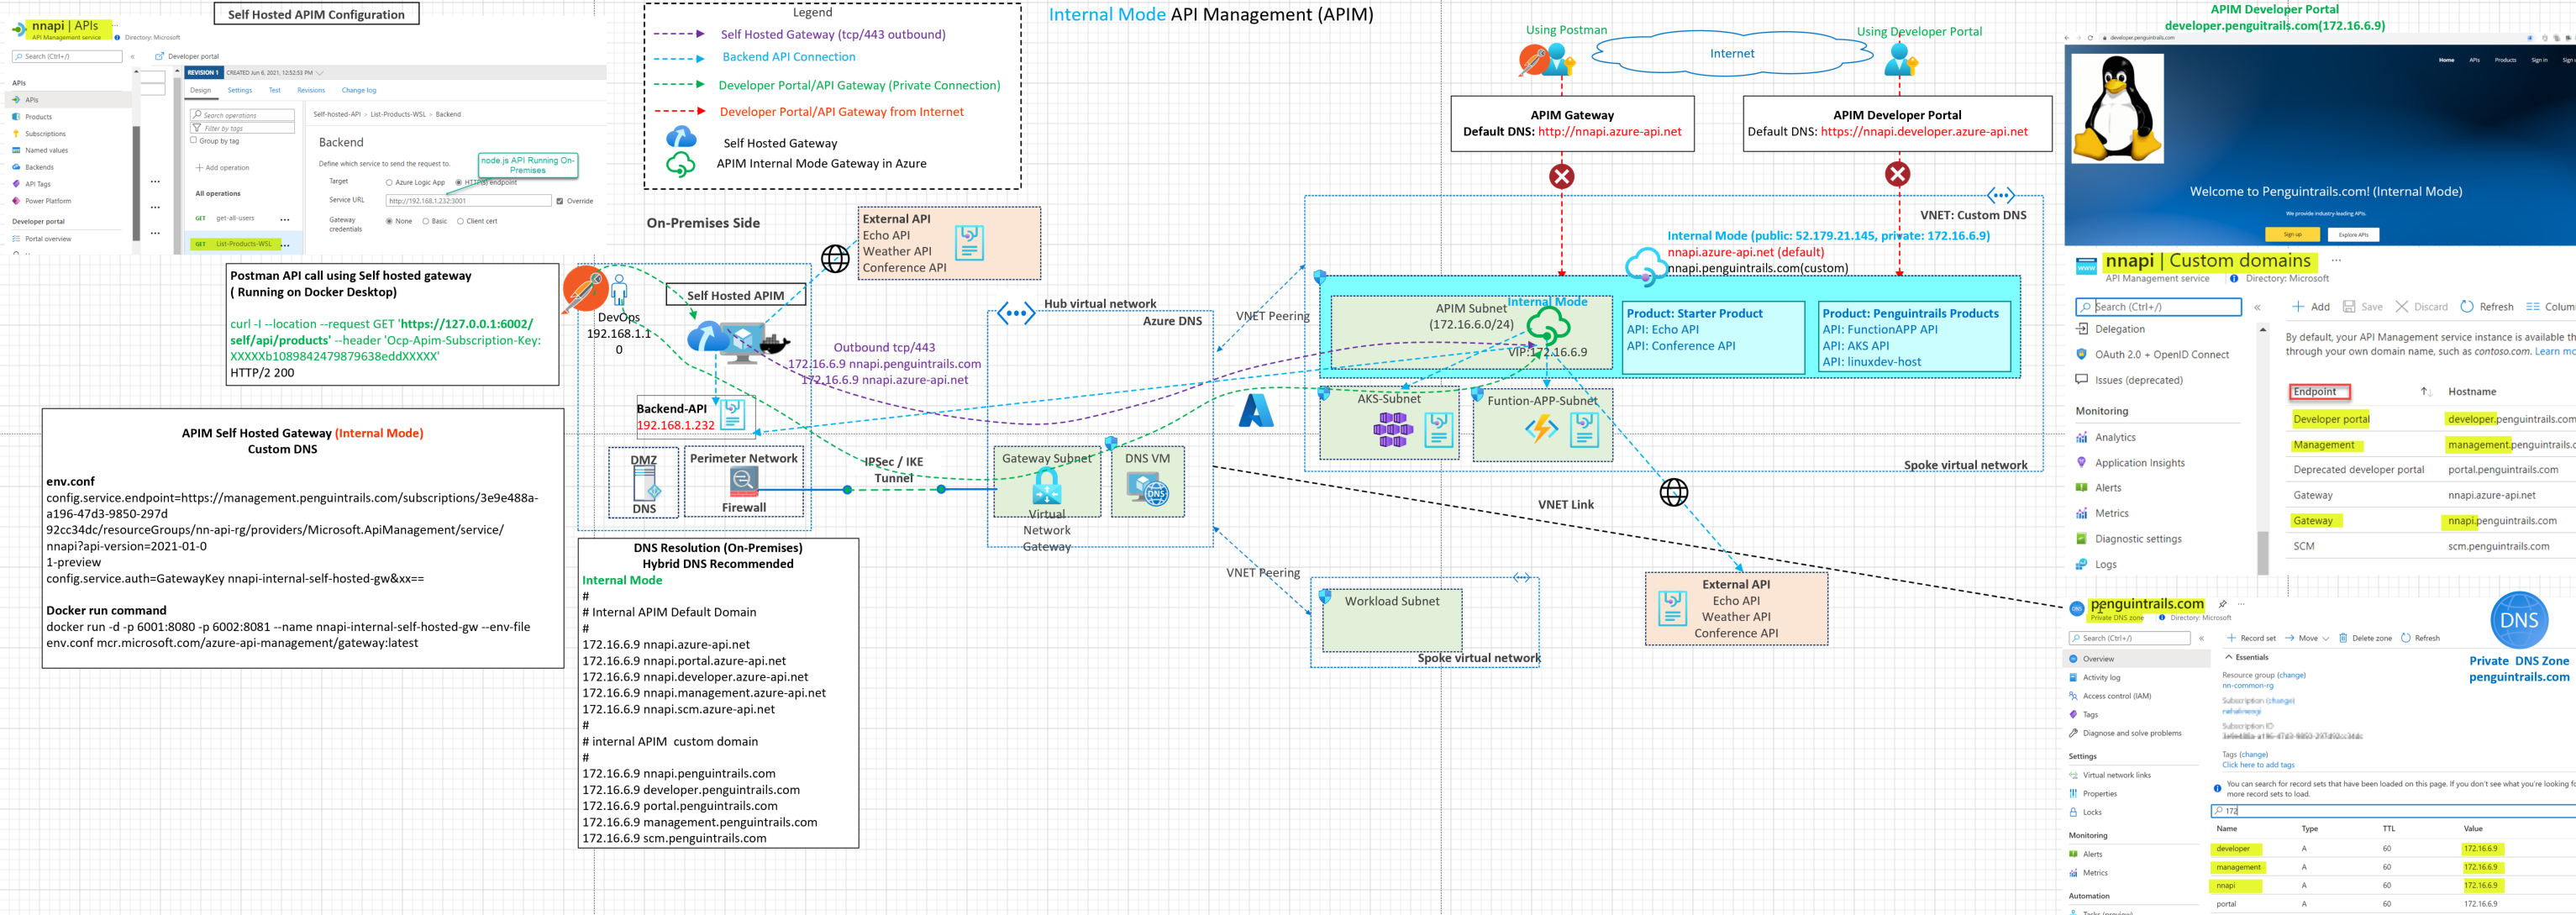 Self Hosted APIM Configuration
nnapi | APIs
API Management service
Directory: Microsoft
Search (Ctrl+/)
Developer portal
APIs
APIs
Products
Subscriptions
Named values
Backends
API Tags
Power Platform
Developer portal
Portal overview
REVISION 1 CREATED Jun 6, 2021, 12:52:53 PM
Design Settings Test Revisions Change log
Search operations
Filter by tags
Group by tag
Add operation
All operations
GET get-all-users
GET List-Products-WSL
Self-hosted-API > List-Products-WSL > Backend
Backend
Define which service to send the request to.
Target Azure Logic App HTTP(s) endpoint
Service URL http://192.168.1.232:3001 Override
Gateway credentials None Basic Client cert
node.js API Running On-
Premises
Legend
Self Hosted Gateway (tcp/443 outbound)
Backend API Connection
Developer Portal/API Gateway (Private Connection)
Developer Portal/API Gateway from Internet
Self Hosted Gateway
APIM Internal Mode Gateway in Azure
Internal Mode API Management (APIM)
Using Postman
Internet
Using Developer Portal
APIM Gateway
Default DNS: http://nnapi.azure-api.net
APIM Developer Portal
Default DNS: https://nnapi.developer.azure-api.net
VNET: Custom DNS
Internal Mode (public: 52.179.21.145, private: 172.16.6.9)
nnapi.azure-api.net (default)
nnapi.penguintrails.com(custom)
APIM Subnet
(172.16.6.0/24)
Internal Mode
VIP:172.16.6.9
Product: Starter Product
API: Echo API
API: Conference API
Product: Penguintrails Products
API: FunctionAPP API
API: AKS API
API: linuxdev-host
AKS-Subnet
Funtion-APP-Subnet
Spoke virtual network
On-Premises Side
External API
Echo API
Weather API
Conference API
Postman API call using Self hosted gateway
( Running on Docker Desktop)
curl -I --location --request GET 'https://127.0.0.1:6002/
self/api/products' --header 'Ocp-Apim-Subscription-Key:
XXXXXb1089842479879638eddXXXXX'
HTTP/2 200
DevOps
192.168.1.1
0
Self Hosted APIM
Outbound tcp/443
172.16.6.9 nnapi.penguintrails.com
172.16.6.9 nnapi.azure-api.net
Backend-API
192.168.1.232
DMZ
DNS
Perimeter Network
Firewall
IPSec / IKE
Tunnel
Hub virtual network
Azure DNS
VNET Peering
Gateway Subnet
Virtual
Network
Gateway
DNS VM
VNET Link
VNET Peering
Workload Subnet
Spoke virtual network
External API
Echo API
Weather API
Conference API
APIM Self Hosted Gateway (Internal Mode)
Custom DNS
env.conf
config.service.endpoint=https://management.penguintrails.com/subscriptions/3e9e488a-
a196-47d3-9850-297d
92cc34dc/resourceGroups/nn-api-rg/providers/Microsoft.ApiManagement/service/
nnapi?api-version=2021-01-0
1-preview
config.service.auth=GatewayKey nnapi-internal-self-hosted-gw&xx==
Docker run command
docker run -d -p 6001:8080 -p 6002:8081 --name nnapi-internal-self-hosted-gw --env-file
env.conf mcr.microsoft.com/azure-api-management/gateway:latest
DNS Resolution (On-Premises)
Hybrid DNS Recommended
Internal Mode
#
# Internal APIM Default Domain
#
172.16.6.9 nnapi.azure-api.net
172.16.6.9 nnapi.portal.azure-api.net
172.16.6.9 nnapi.developer.azure-api.net
172.16.6.9 nnapi.management.azure-api.net
172.16.6.9 nnapi.scm.azure-api.net
#
# internal APIM  custom domain
#
172.16.6.9 nnapi.penguintrails.com
172.16.6.9 developer.penguintrails.com
172.16.6.9 portal.penguintrails.com
172.16.6.9 management.penguintrails.com
172.16.6.9 scm.penguintrails.com
APIM Developer Portal
developer.penguitrails.com(172.16.6.9)
developer.penguintrails.com
Home APIs Products Sign in Sign u
Welcome to Penguintrails.com! (Internal Mode)
We provide industry-leading APIs.
Sign up Explore APIs
nnapi | Custom domains
API Management service Directory: Microsoft
Search (Ctrl+/)
Add Save Discard Refresh Colum
Delegation
OAuth 2.0 + OpenID Connect
Issues (deprecated)
Monitoring
Analytics
Application Insights
Alerts
Metrics
Diagnostic settings
Logs
By default, your API Management service instance is available th
through your own domain name, such as contoso.com. Learn mo
Endpoint Hostname
Developer portal developer.penguintrails.com
Management management.penguintrails.c
Deprecated developer portal portal.penguintrails.com
Gateway nnapi.azure-api.net
Gateway nnapi.penguintrails.com
SCM scm.penguintrails.com
penguintrails.com
Private DNS zone Directory: Microsoft
Search (Ctrl+/)
Record set Move Delete zone Refresh
Overview
Activity log
Access control (IAM)
Tags
Diagnose and solve problems
Settings
Virtual network links
Properties
Locks
Monitoring
Alerts
Metrics
Automation
Tasks (preview)
Essentials
Resource group (change)
nn-common-rg
Subscription (change)
Subscription ID
Tags (change)
Click here to add tags
DNS
Private  DNS Zone
penguintrails.com
You can search for record sets that have been loaded on this page. If you don't see what you're looking fo
more record sets to load.
172
Name Type TTL Value
developer A 60 172.16.6.9
management A 60 172.16.6.9
nnapi A 60 172.16.6.9
portal A 60 172.16.6.9